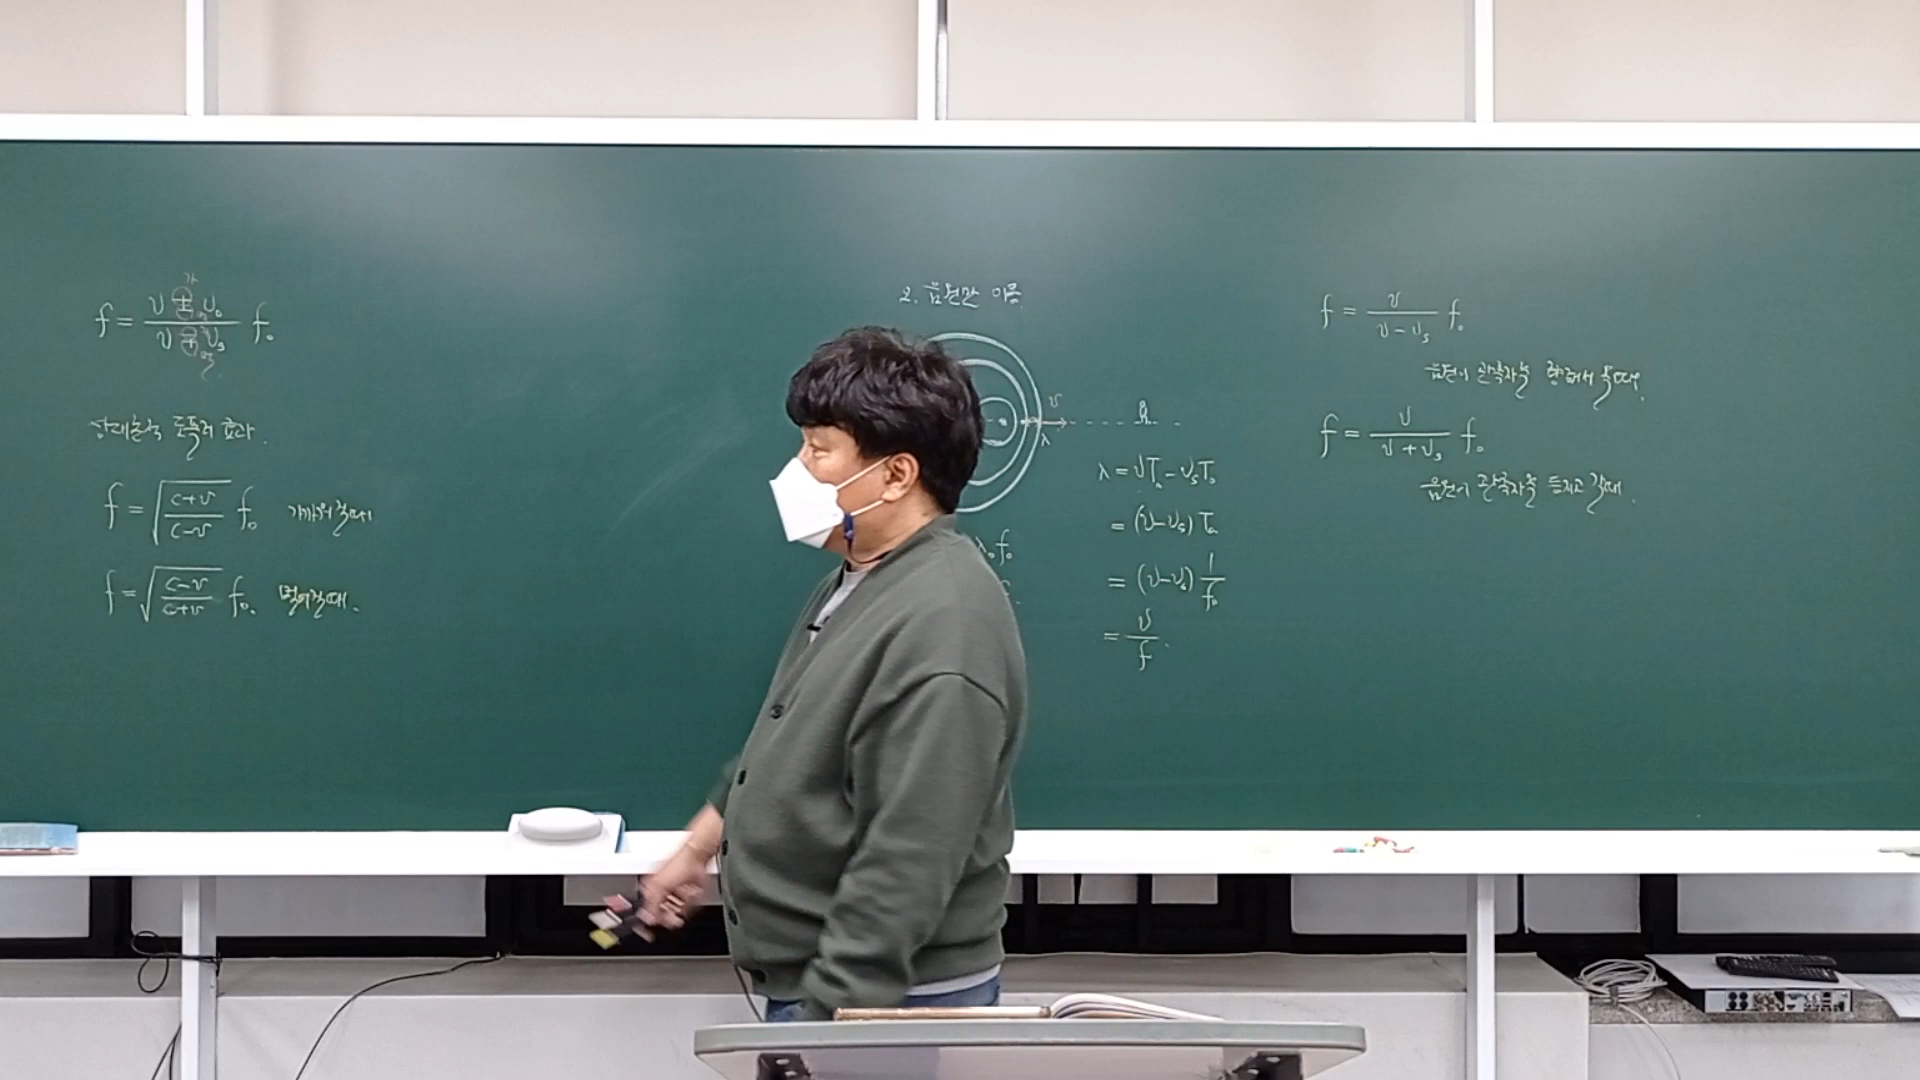 f = (v ± v₀)/(v ∓ vₛ) f₀
상대론적 도플러 효과.
f = √((c+v)/(c-v)) f₀ 가까워질때
f = √((c-v)/(c+v)) f₀. 멀어질때.
2. 음원만 이동
v
λ
λ = vT₀ - vₛT₀
= (v-vₛ) T₀
λ₀f₀
= (v-vₛ) 1/f₀
= v/f.
f = v/(v-vₛ) f₀
음원이 관측자를 향해서 올때.
f = v/(v+vₛ) f₀
음원이 관측자를 등지고 갈때.